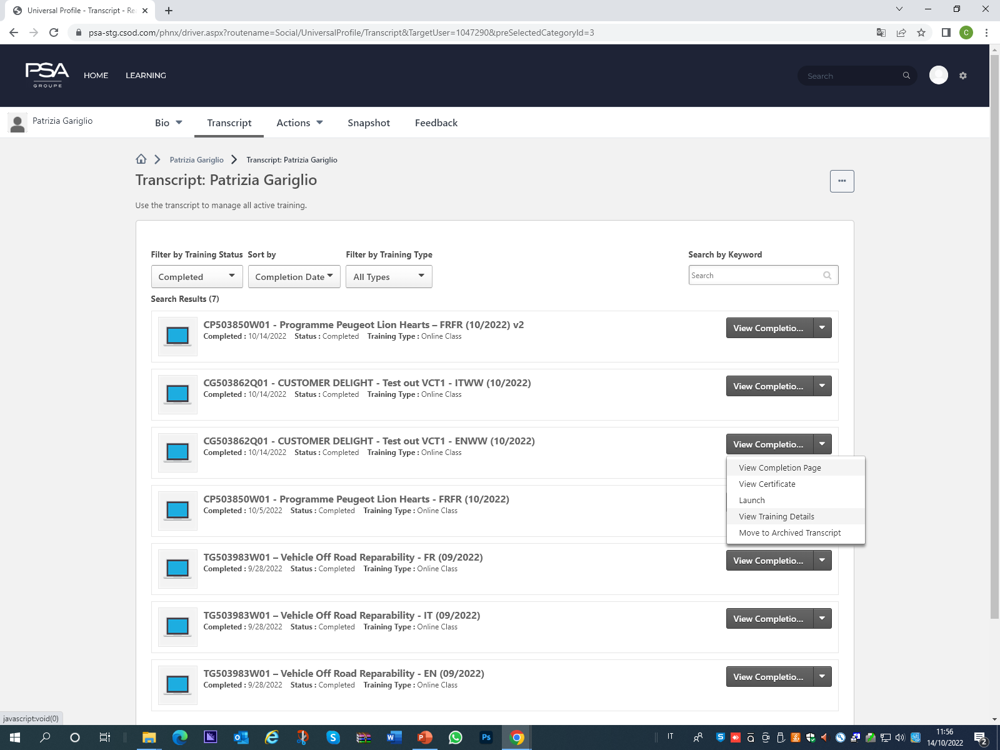 Universal Profile - Transcript - Re
psa-stg.csod.com/phnx/driver.aspx?routename=Social/UniversalProfile/Transcript&TargetUser=1047290&preSelectedCategoryId=3
C
PSA
GROUPE
HOME
LEARNING
Search
Patrizia Gariglio
Bio
Transcript
Actions
Snapshot
Feedback
Patrizia Gariglio
Transcript: Patrizia Gariglio
Transcript: Patrizia Gariglio
Use the transcript to manage all active training.
Filter by Training Status
Sort by
Filter by Training Type
Search by Keyword
Completed
Completion Date
All Types
Search
Search Results (7)
CP503850W01 - Programme Peugeot Lion Hearts – FRFR (10/2022) v2
Completed : 10/14/2022 Status : Completed Training Type : Online Class
View Completio...
CG503862Q01 - CUSTOMER DELIGHT - Test out VCT1 - ITWW (10/2022)
Completed : 10/14/2022 Status : Completed Training Type : Online Class
View Completio...
CG503862Q01 - CUSTOMER DELIGHT - Test out VCT1 - ENWW (10/2022)
Completed : 10/14/2022 Status : Completed Training Type : Online Class
View Completio...
View Completion Page
View Certificate
Launch
View Training Details
Move to Archived Transcript
CP503850W01 - Programme Peugeot Lion Hearts - FRFR (10/2022)
Completed : 10/5/2022 Status : Completed Training Type : Online Class
TG503983W01 – Vehicle Off Road Reparability - FR (09/2022)
Completed : 9/28/2022 Status : Completed Training Type : Online Class
View Completio...
TG503983W01 – Vehicle Off Road Reparability - IT (09/2022)
Completed : 9/28/2022 Status : Completed Training Type : Online Class
View Completio...
TG503983W01 – Vehicle Off Road Reparability - EN (09/2022)
Completed : 9/28/2022 Status : Completed Training Type : Online Class
View Completio...
javascript:void(0)
IT
11:56
14/10/2022
2